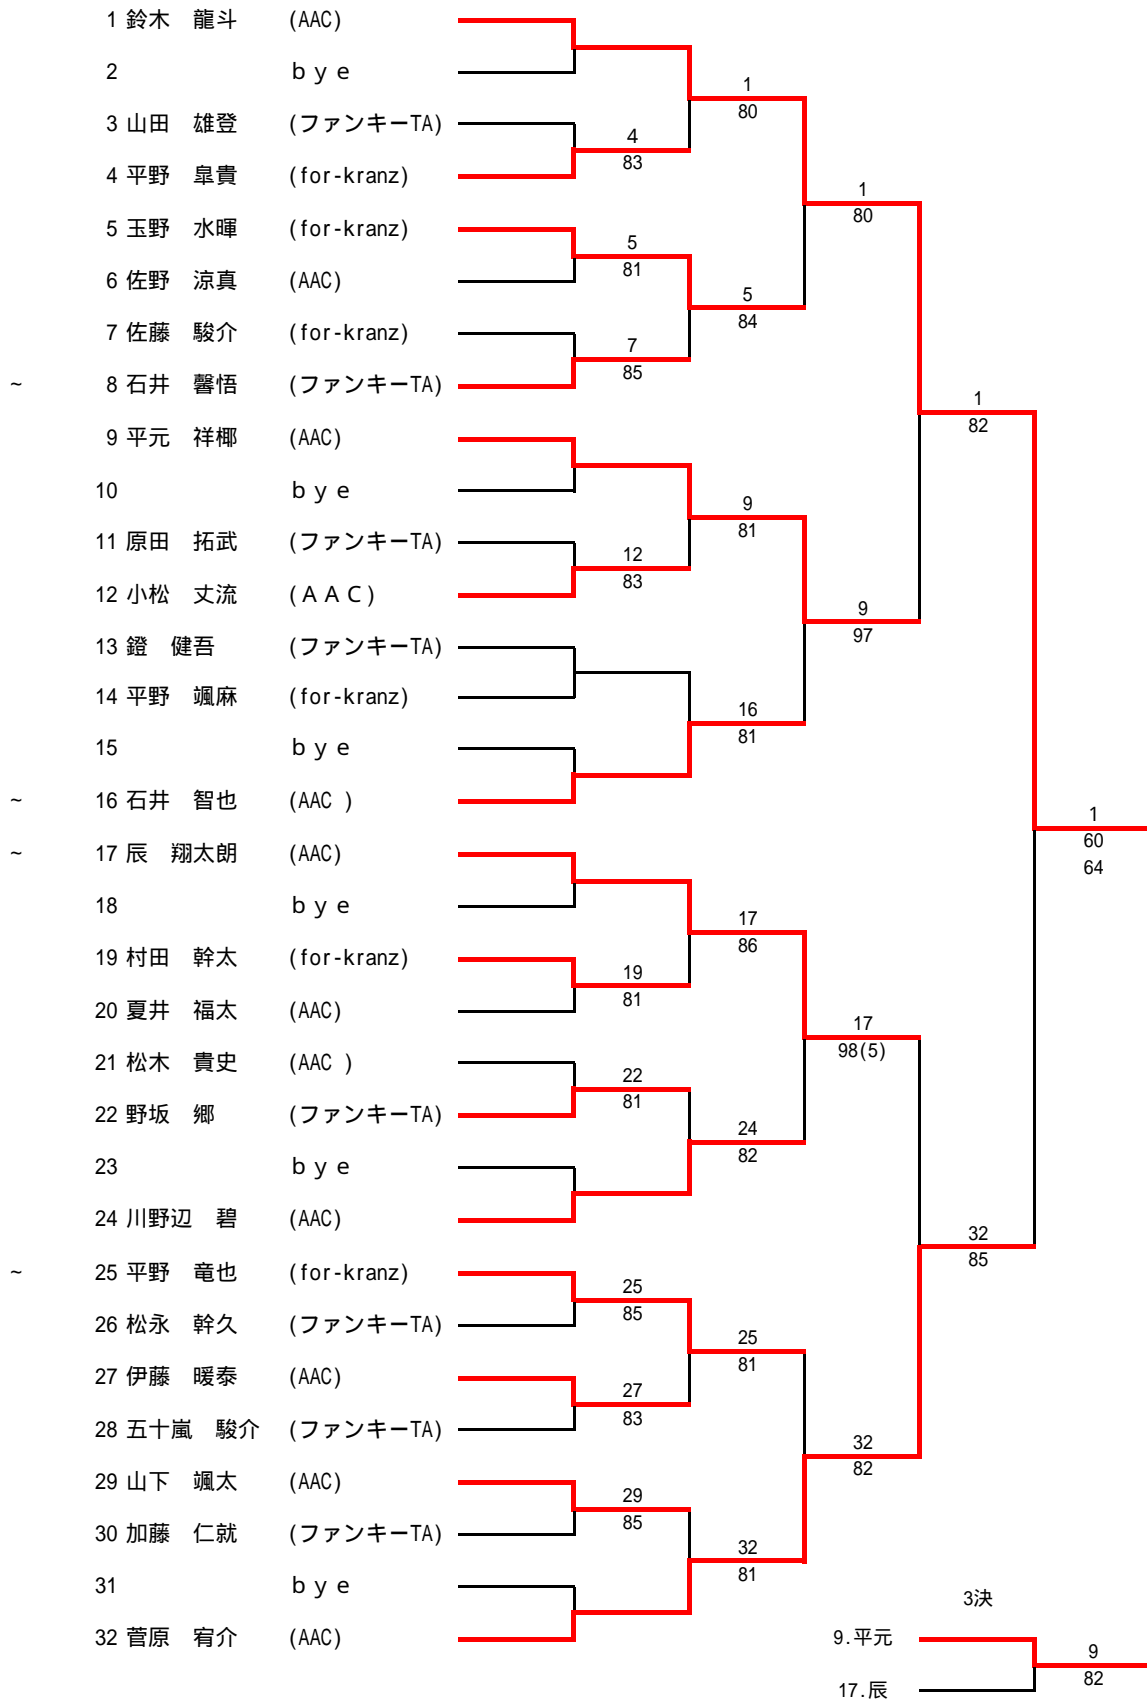 1 鈴木　龍斗 (AAC)
2 ｂｙｅ
1
80
3 山田　雄登 (ファンキーTA)
4
83
4 平野　皐貴 (for-kranz)
1
80
5 玉野　水暉 (for-kranz)
5
81
6 佐野　涼真 (AAC)
5
84
7 佐藤　駿介 (for-kranz)
7
85
~ 8 石井　馨悟 (ファンキーTA)
1
82
9 平元　祥椰 (AAC)
10 ｂｙｅ
9
81
11 原田　拓武 (ファンキーTA)
12
83
12 小松　丈流 (ＡＡＣ)
9
97
13 鐙　健吾 (ファンキーTA)
14 平野　颯麻 (for-kranz)
16
81
15 ｂｙｅ
~ 16 石井　智也 (AAC )
1
60
64
~ 17 辰　翔太朗 (AAC)
18 ｂｙｅ
17
86
19 村田　幹太 (for-kranz)
19
81
20 夏井　福太 (AAC)
17
98(5)
21 松木　貴史 (AAC )
22
81
22 野坂　郷 (ファンキーTA)
24
82
23 ｂｙｅ
24 川野辺　碧 (AAC)
32
85
~ 25 平野　竜也 (for-kranz)
25
85
26 松永　幹久 (ファンキーTA)
25
81
27 伊藤　暖泰 (AAC)
27
83
28 五十嵐　駿介 (ファンキーTA)
32
82
29 山下　颯太 (AAC)
29
85
30 加藤　仁就 (ファンキーTA)
32
81
31 ｂｙｅ
3決
32 菅原　宥介 (AAC)
9.平元
9
82
17.辰